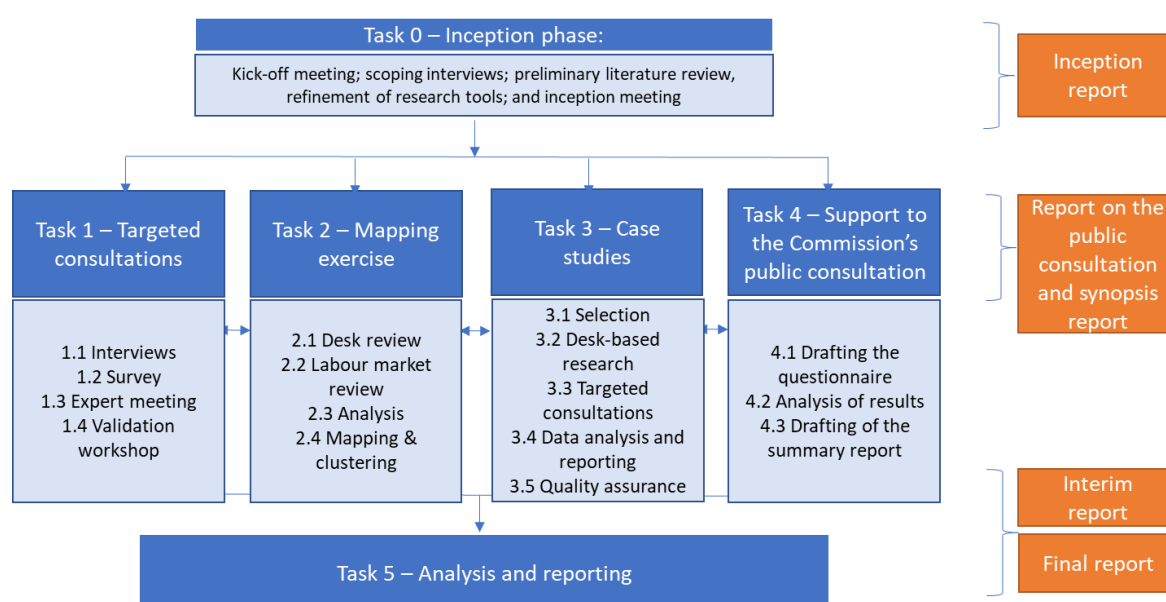 Task 0 – Inception phase:
Kick-off meeting; scoping interviews; preliminary literature review,
refinement of research tools; and inception meeting
Inception
report
Task 1 – Targeted
consultations
1.1 Interviews
1.2 Survey
1.3 Expert meeting
1.4 Validation
workshop
Task 2 – Mapping
exercise
2.1 Desk review
2.2 Labour market
review
2.3 Analysis
2.4 Mapping &
clustering
Task 3 – Case
studies
3.1 Selection
3.2 Desk-based
research
3.3 Targeted
consultations
3.4 Data analysis and
reporting
3.5 Quality assurance
Task 4 – Support to
the Commission’s
public consultation
4.1 Drafting the
questionnaire
4.2 Analysis of results
4.3 Drafting of the
summary report
Report on the
public
consultation
and synopsis
report
Task 5 – Analysis and reporting
Interim
report
Final report